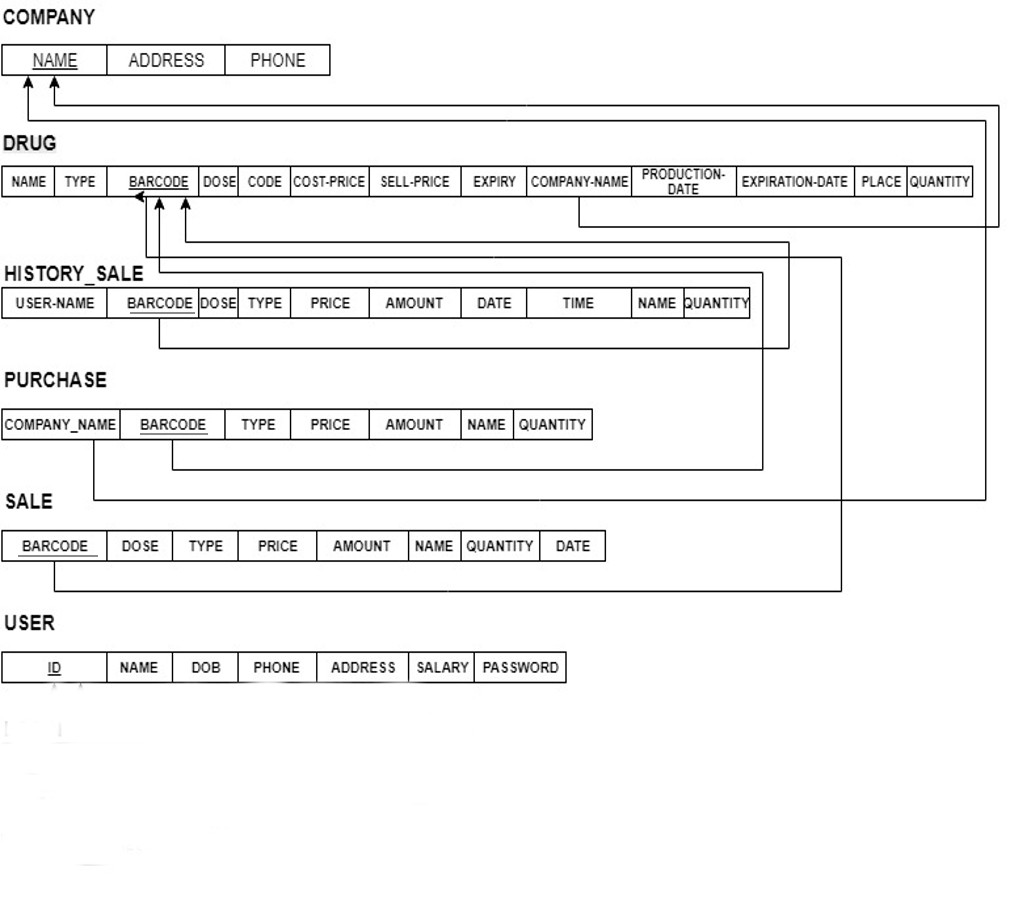 COMPANY
NAME ADDRESS PHONE
DRUG
NAME TYPE BARCODE DOSE CODE COST-PRICE SELL-PRICE EXPIRY COMPANY-NAME PRODUCTION-DATE EXPIRATION-DATE PLACE QUANTITY
HISTORY_SALE
USER-NAME BARCODE DOSE TYPE PRICE AMOUNT DATE TIME NAME QUANTITY
PURCHASE
COMPANY_NAME BARCODE TYPE PRICE AMOUNT NAME QUANTITY
SALE
BARCODE DOSE TYPE PRICE AMOUNT NAME QUANTITY DATE
USER
ID NAME DOB PHONE ADDRESS SALARY PASSWORD